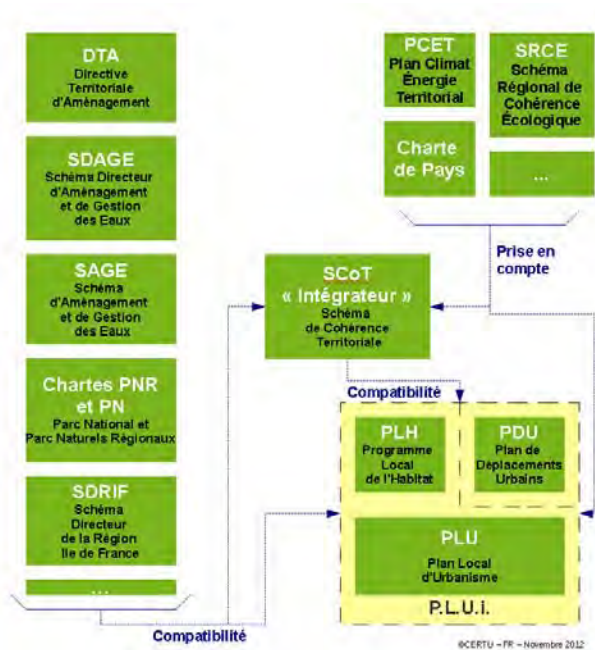 DTA
Directive
Territoriale
d'Aménagement
SDAGE
Schéma Directeur
d'Aménagement
et de Gestion
des Eaux
SAGE
Schéma
d'Aménagement
et de Gestion
des Eaux
Chartes PNR
et PN
Parc National et
Parc Naturels Régionaux
SDRIF
Schéma
Directeur
de la Région
Ile de France
...
Compatibilité
PCET
Plan Climat
Énergie
Territorial
SRCE
Schéma
Régional de
Cohérence
Écologique
Charte
de Pays
...
Prise en
compte
SCoT
« Intégrateur »
Schéma
de Cohérence
Territoriale
Compatibilité
PLH
Programme
Local
de l'Habitat
PDU
Plan de
Déplacements
Urbains
PLU
Plan Local
d'Urbanisme
P.L.U.i.
©CERTU – FR – Novembre 2012